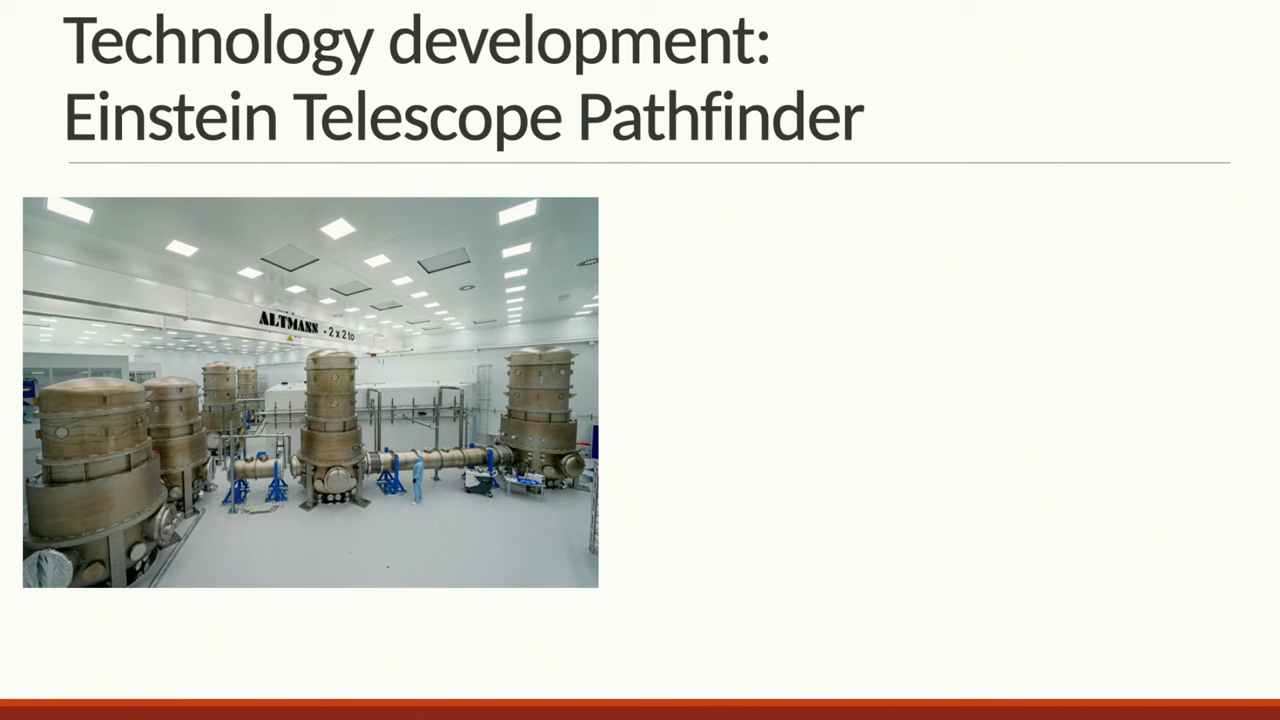 Technology development:
Einstein Telescope Pathfinder
ALTMANN - 2 x 2 to